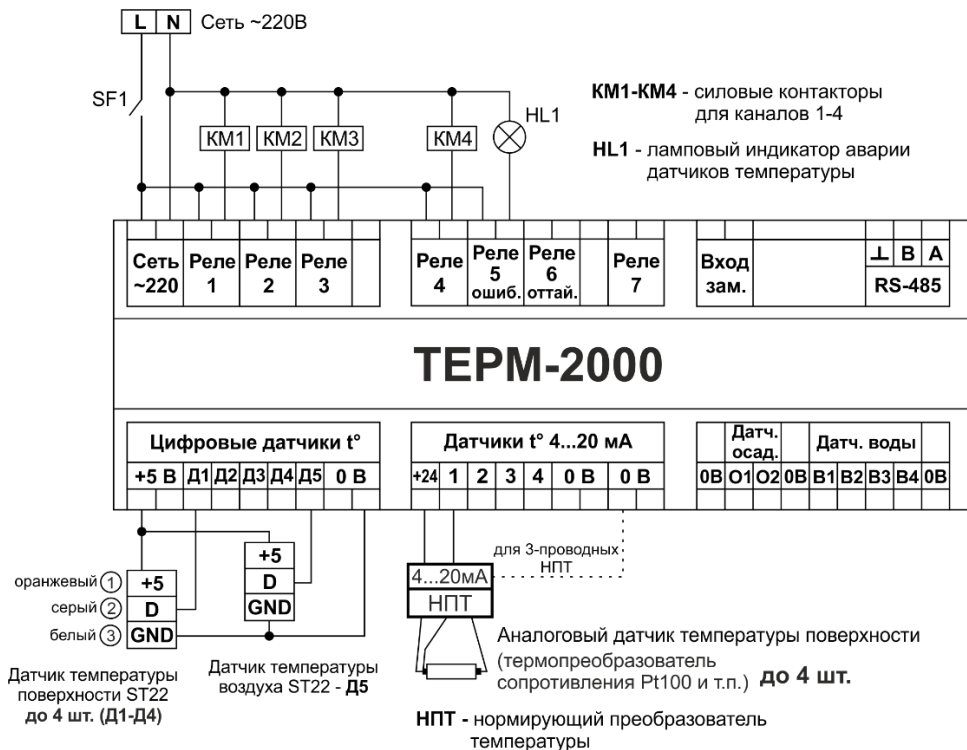 L N Сеть ~220В
SF1
КМ1 КМ2 КМ3 КМ4 HL1
КМ1-КМ4 - силовые контакторы
для каналов 1-4
HL1 - ламповый индикатор аварии
датчиков температуры
Сеть ~220
Реле 1
Реле 2
Реле 3
Реле 4
Реле 5 ошиб.
Реле 6 оттай.
Реле 7
Вход зам.
⊥ B A
RS-485
ТЕРМ-2000
Цифровые датчики t°
+5 В Д1 Д2 Д3 Д4 Д5 0 В
Датчики t° 4...20 мА
+24 1 2 3 4 0 В 0 В
Датч. осад.
Датч. воды
0В О1 О2 0В В1 В2 В3 В4 0В
оранжевый 1 +5
серый 2 D
белый 3 GND
+5
D
GND
для 3-проводных
НПТ
4...20мА
НПТ
Датчик температуры
поверхности ST22
до 4 шт. (Д1-Д4)
Датчик температуры
воздуха ST22 - Д5
Аналоговый датчик температуры поверхности
(термопреобразователь
сопротивления Pt100 и т.п.) до 4 шт.
НПТ - нормирующий преобразователь
температуры